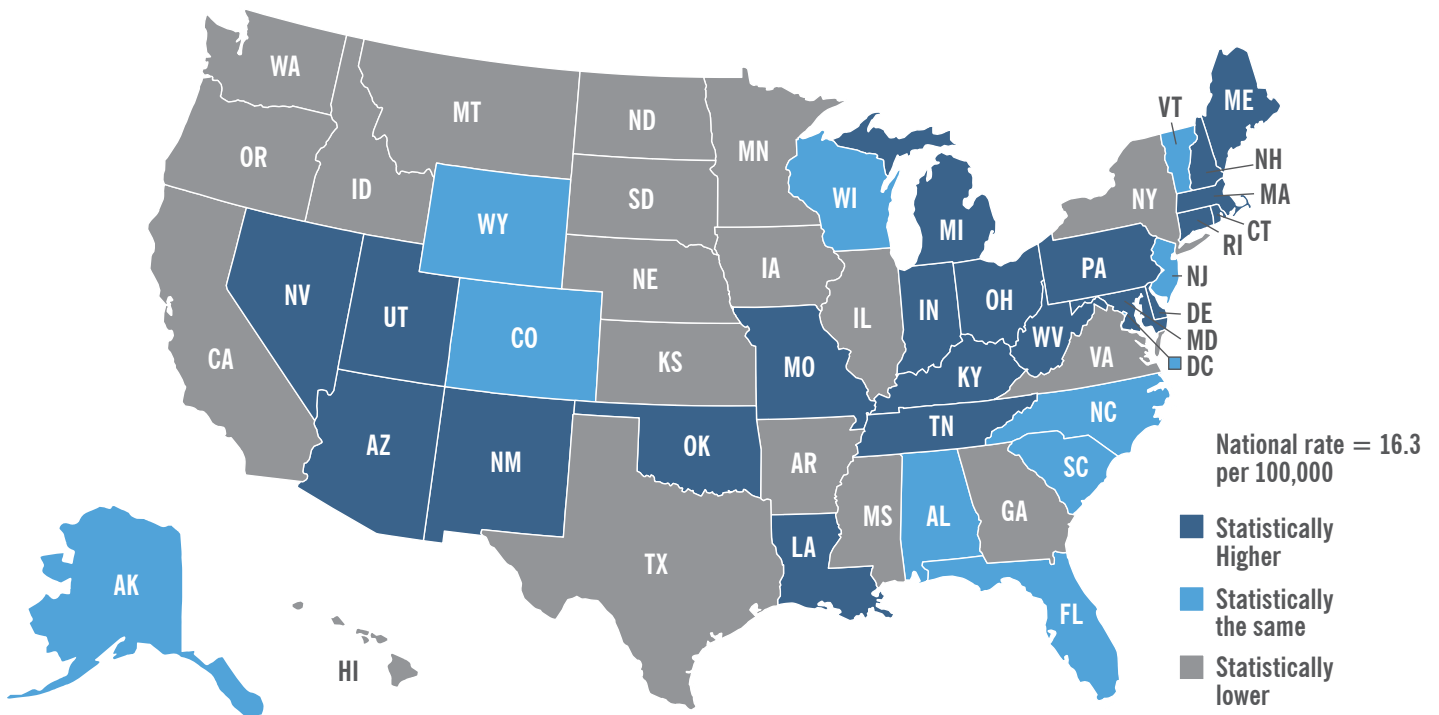 WA
MT
ND
MN
VT
ME
OR
ID
SD
WI
NY
NH
MA
WY
MI
CT
RI
NV
UT
NE
IA
PA
NJ
CO
IL
IN
OH
DE
CA
KS
MO
WV
VA
MD
DC
KY
AZ
NM
OK
AR
TN
NC
SC
TX
LA
MS
AL
GA
FL
AK
HI
National rate = 16.3
per 100,000
Statistically
Higher
Statistically
the same
Statistically
lower